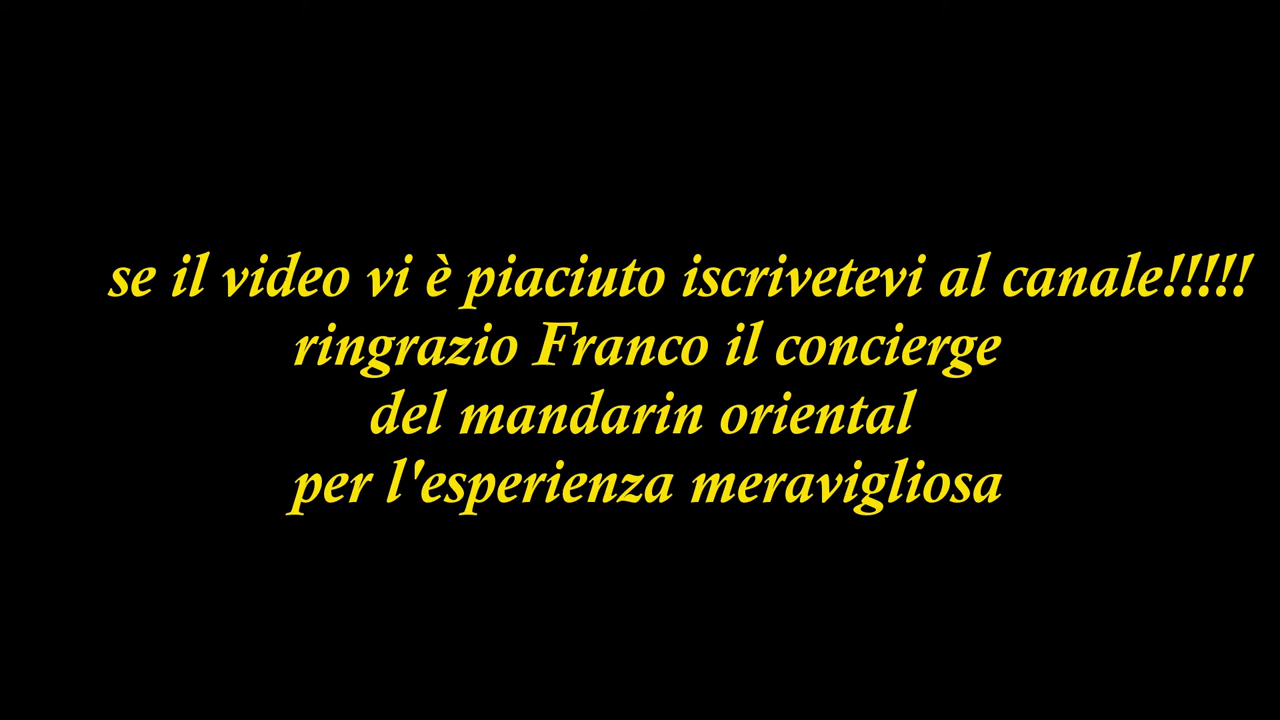 se il video vi è piaciuto iscrivetevi al canale!!!!!
ringrazio Franco il concierge
del mandarin oriental
per l'esperienza meravigliosa